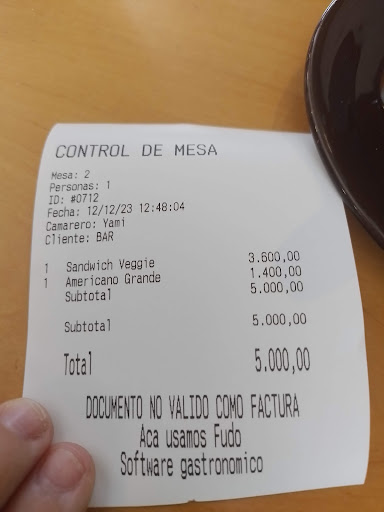 CONTROL DE MESA
Mesa: 2
Personas: 1
ID: #0712
Fecha: 12/12/23 12:48:04
Camarero: Yami
Cliente: BAR
1 Sandwich Veggie 3.600,00
1 Americano Grande 1.400,00
Subtotal 5.000,00
Subtotal 5.000,00
Total 5.000,00
DOCUMENTO NO VALIDO COMO FACTURA
Aca usamos Fudo
Software gastronomico